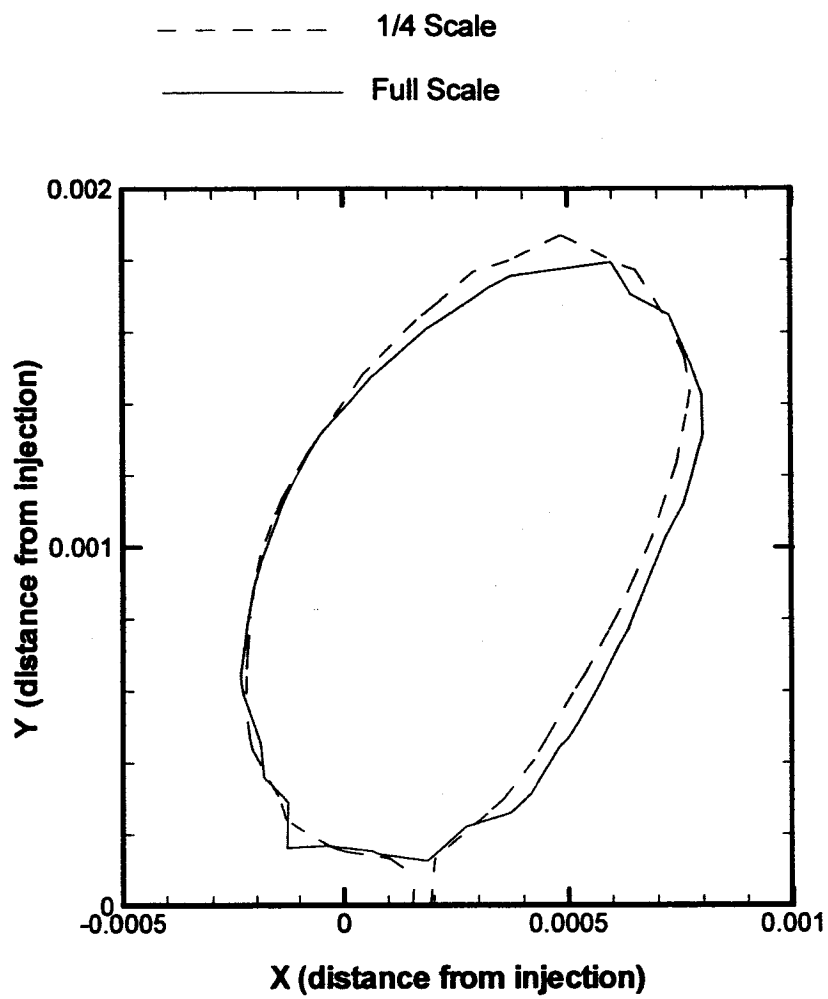 1/4 Scale
Full Scale
0.002
0.001
0
-0.0005
0
0.0005
0.001
Y (distance from injection)
X (distance from injection)